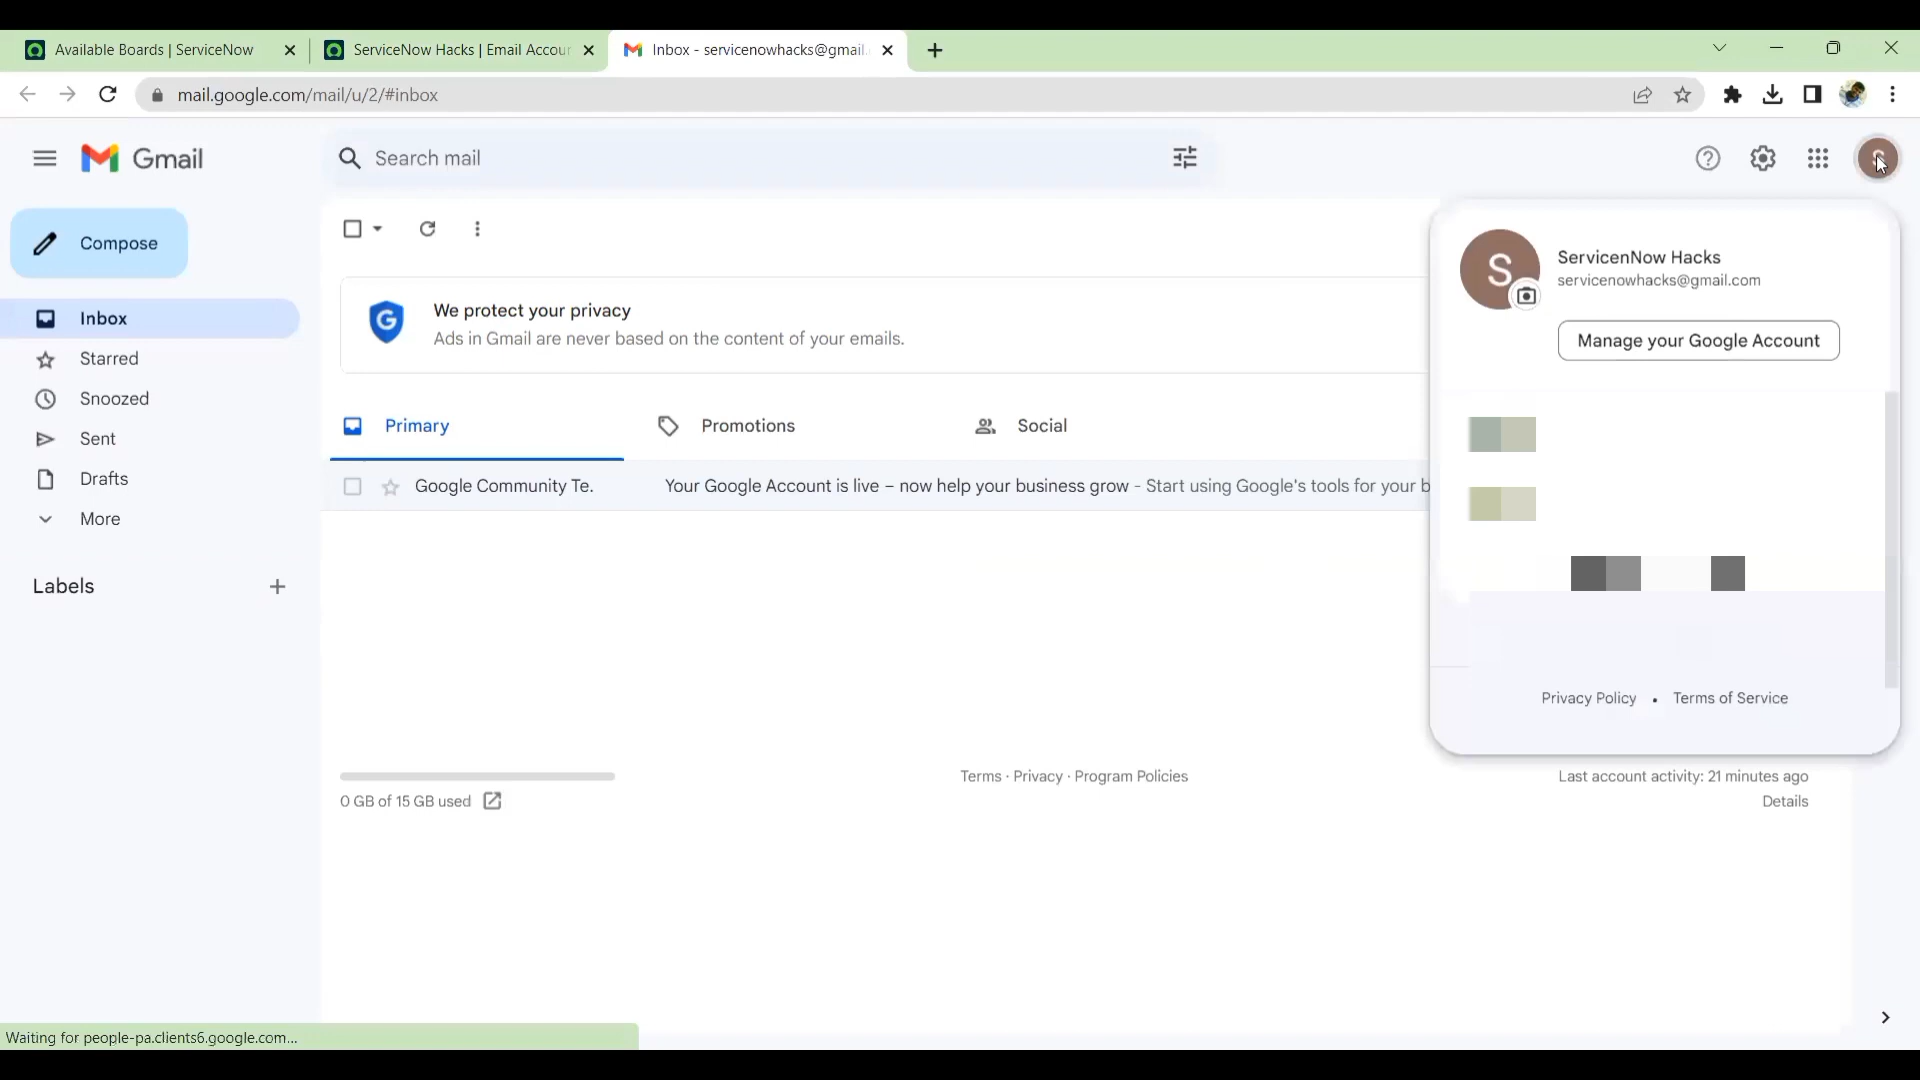 Available Boards | ServiceNow
ServiceNow Hacks | Email Accou
Inbox - servicenowhacks@gmail.
mail.google.com/mail/u/2/#inbox
Gmail
Search mail
S
Compose
Inbox
Starred
Snoozed
Sent
Drafts
More
Labels
We protect your privacy
Ads in Gmail are never based on the content of your emails.
Primary
Promotions
Social
Google Community Te.
Your Google Account is live – now help your business grow - Start using Google's tools for your b
S
ServicenNow Hacks
servicenowhacks@gmail.com
Manage your Google Account
Privacy Policy • Terms of Service
0 GB of 15 GB used
Terms · Privacy · Program Policies
Last account activity: 21 minutes ago
Details
Waiting for people-pa.clients6.google.com...